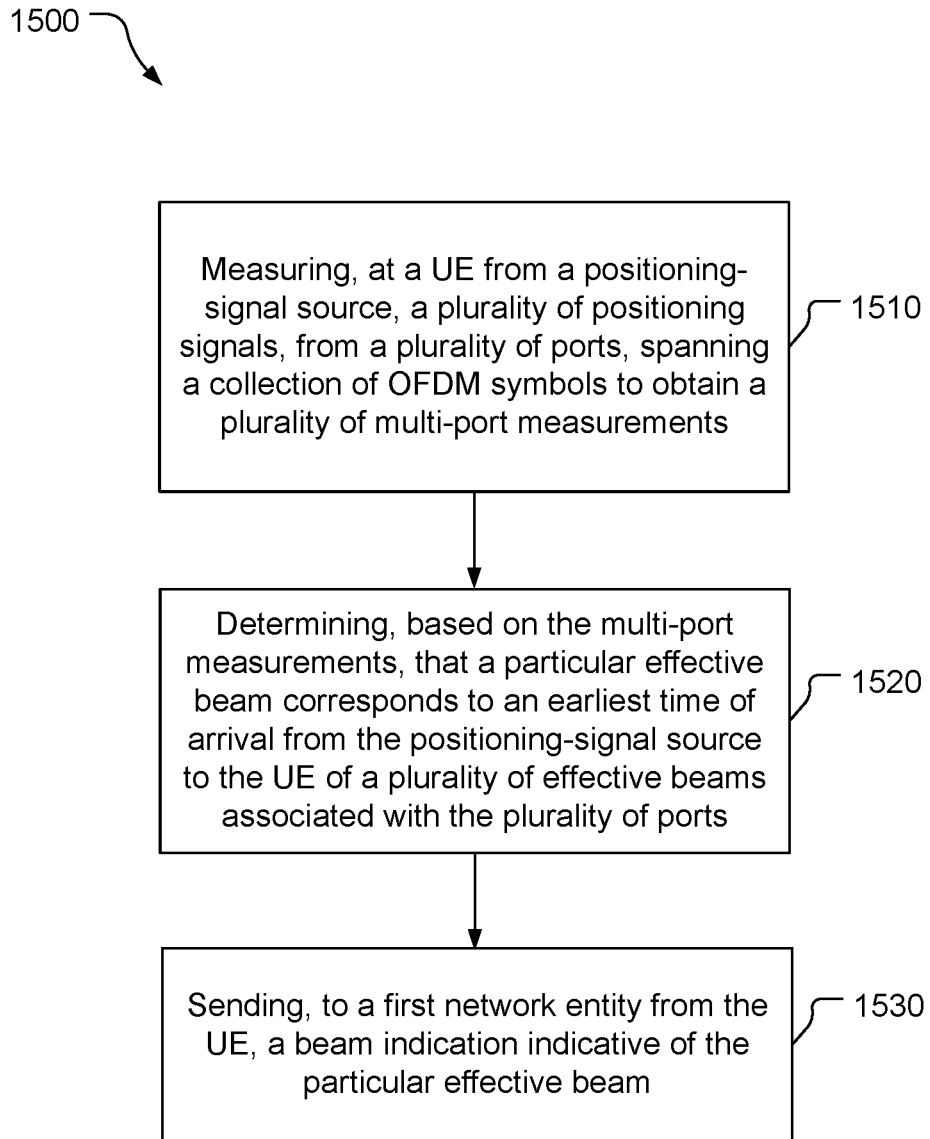 1500
Measuring, at a UE from a positioning-
signal source, a plurality of positioning
signals, from a plurality of ports, spanning
a collection of OFDM symbols to obtain a
plurality of multi-port measurements
1510
Determining, based on the multi-port
measurements, that a particular effective
beam corresponds to an earliest time of
arrival from the positioning-signal source
to the UE of a plurality of effective beams
associated with the plurality of ports
1520
Sending, to a first network entity from the
UE, a beam indication indicative of the
particular effective beam
1530